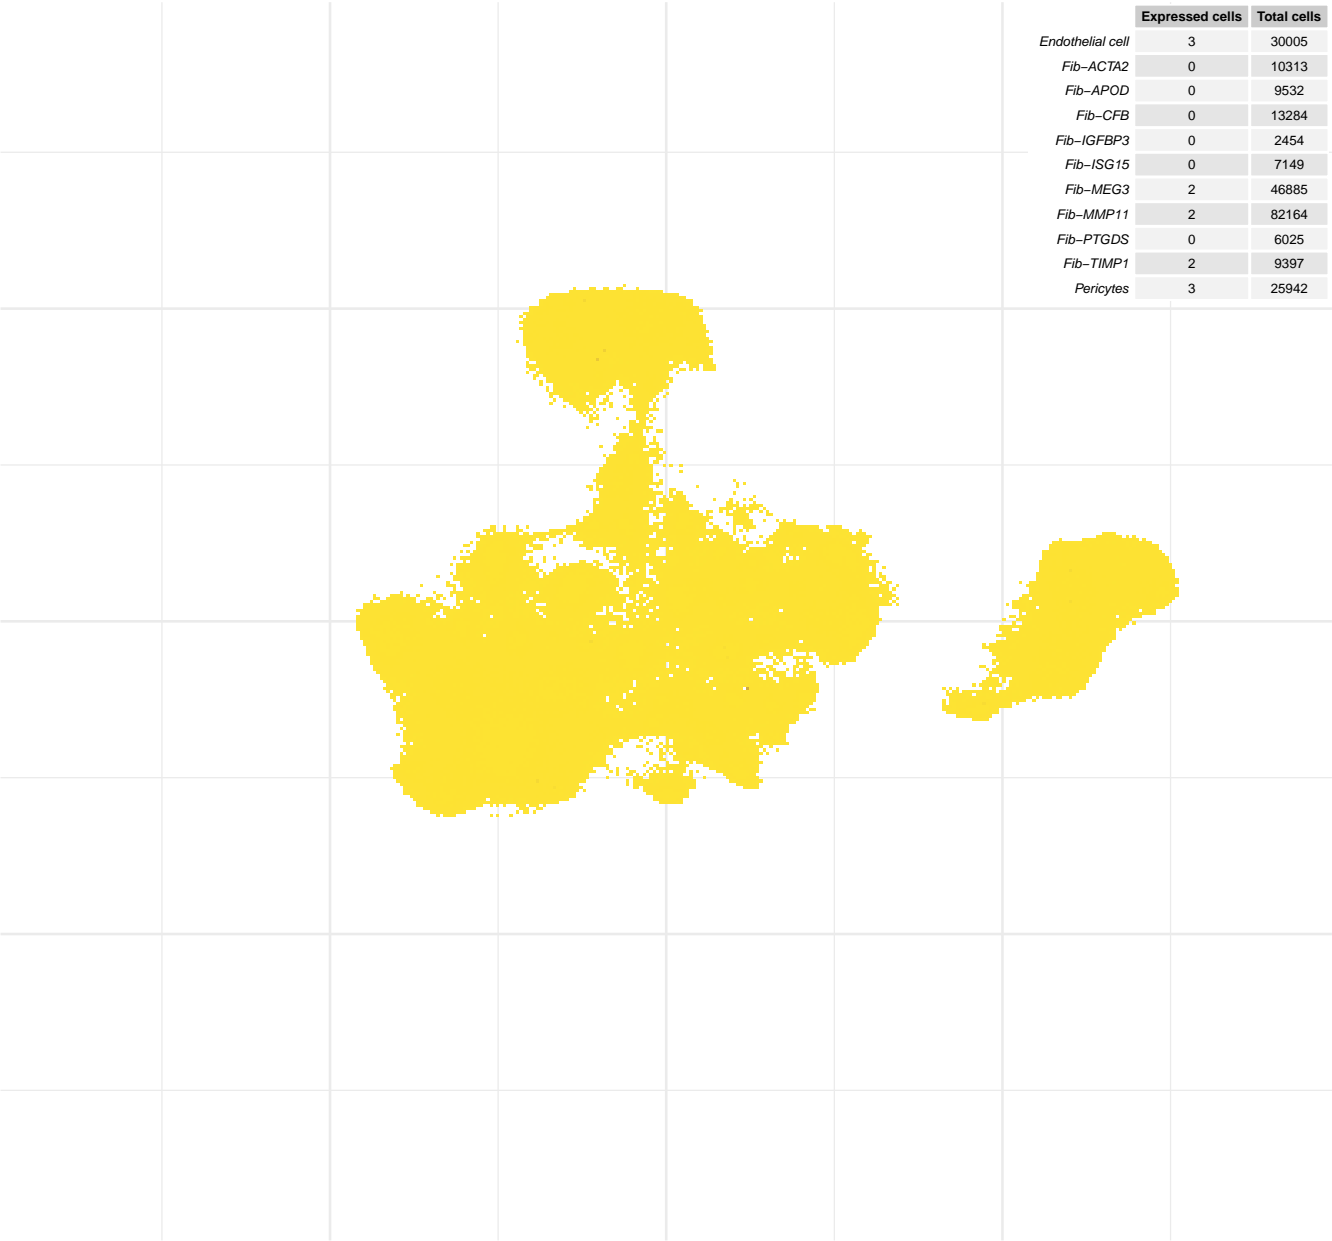 Expressed cells Total cells
Endothelial cell 3 30005
Fib−ACTA2 0 10313
Fib−APOD 0 9532
Fib−CFB 0 13284
Fib−IGFBP3 0 2454
Fib−ISG15 0 7149
Fib−MEG3 2 46885
Fib−MMP11 2 82164
Fib−PTGDS 0 6025
Fib−TIMP1 2 9397
Pericytes 3 25942